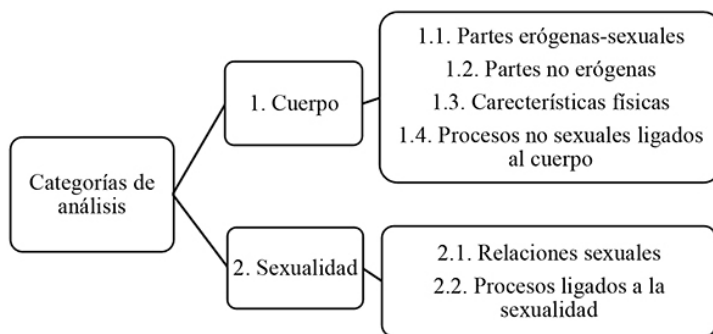 Categorías de
análisis
1. Cuerpo
1.1. Partes erógenas-sexuales
1.2. Partes no erógenas
1.3. Carecterísticas físicas
1.4. Procesos no sexuales ligados
al cuerpo
2. Sexualidad
2.1. Relaciones sexuales
2.2. Procesos ligados a la
sexualidad